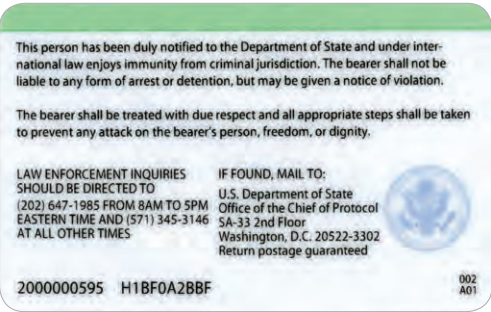 This person has been duly notified to the Department of State and under inter-
national law enjoys immunity from criminal jurisdiction. The bearer shall not be
liable to any form of arrest or detention, but may be given a notice of violation.
The bearer shall be treated with due respect and all appropriate steps shall be taken
to prevent any attack on the bearer's person, freedom, or dignity.
LAW ENFORCEMENT INQUIRIES
SHOULD BE DIRECTED TO
(202) 647-1985 FROM 8AM TO 5PM
EASTERN TIME AND (571) 345-3146
AT ALL OTHER TIMES
IF FOUND, MAIL TO:
U.S. Department of State
Office of the Chief of Protocol
SA-33 2nd Floor
Washington, D.C. 20522-3302
Return postage guaranteed
2000000595 H1BF0A2BBF
002
A01